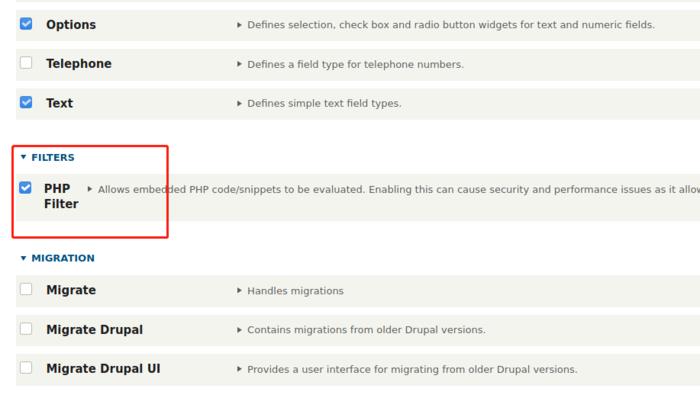 Options Defines selection, check box and radio button widgets for text and numeric fields.
Telephone Defines a field type for telephone numbers.
Text Defines simple text field types.
FILTERS
PHP Allows embedded PHP code/snippets to be evaluated. Enabling this can cause security and performance issues as it
Filter
MIGRATION
Migrate Handles migrations
Migrate Drupal Contains migrations from older Drupal versions.
Migrate Drupal UI Provides a user interface for migrating from older Drupal versions.